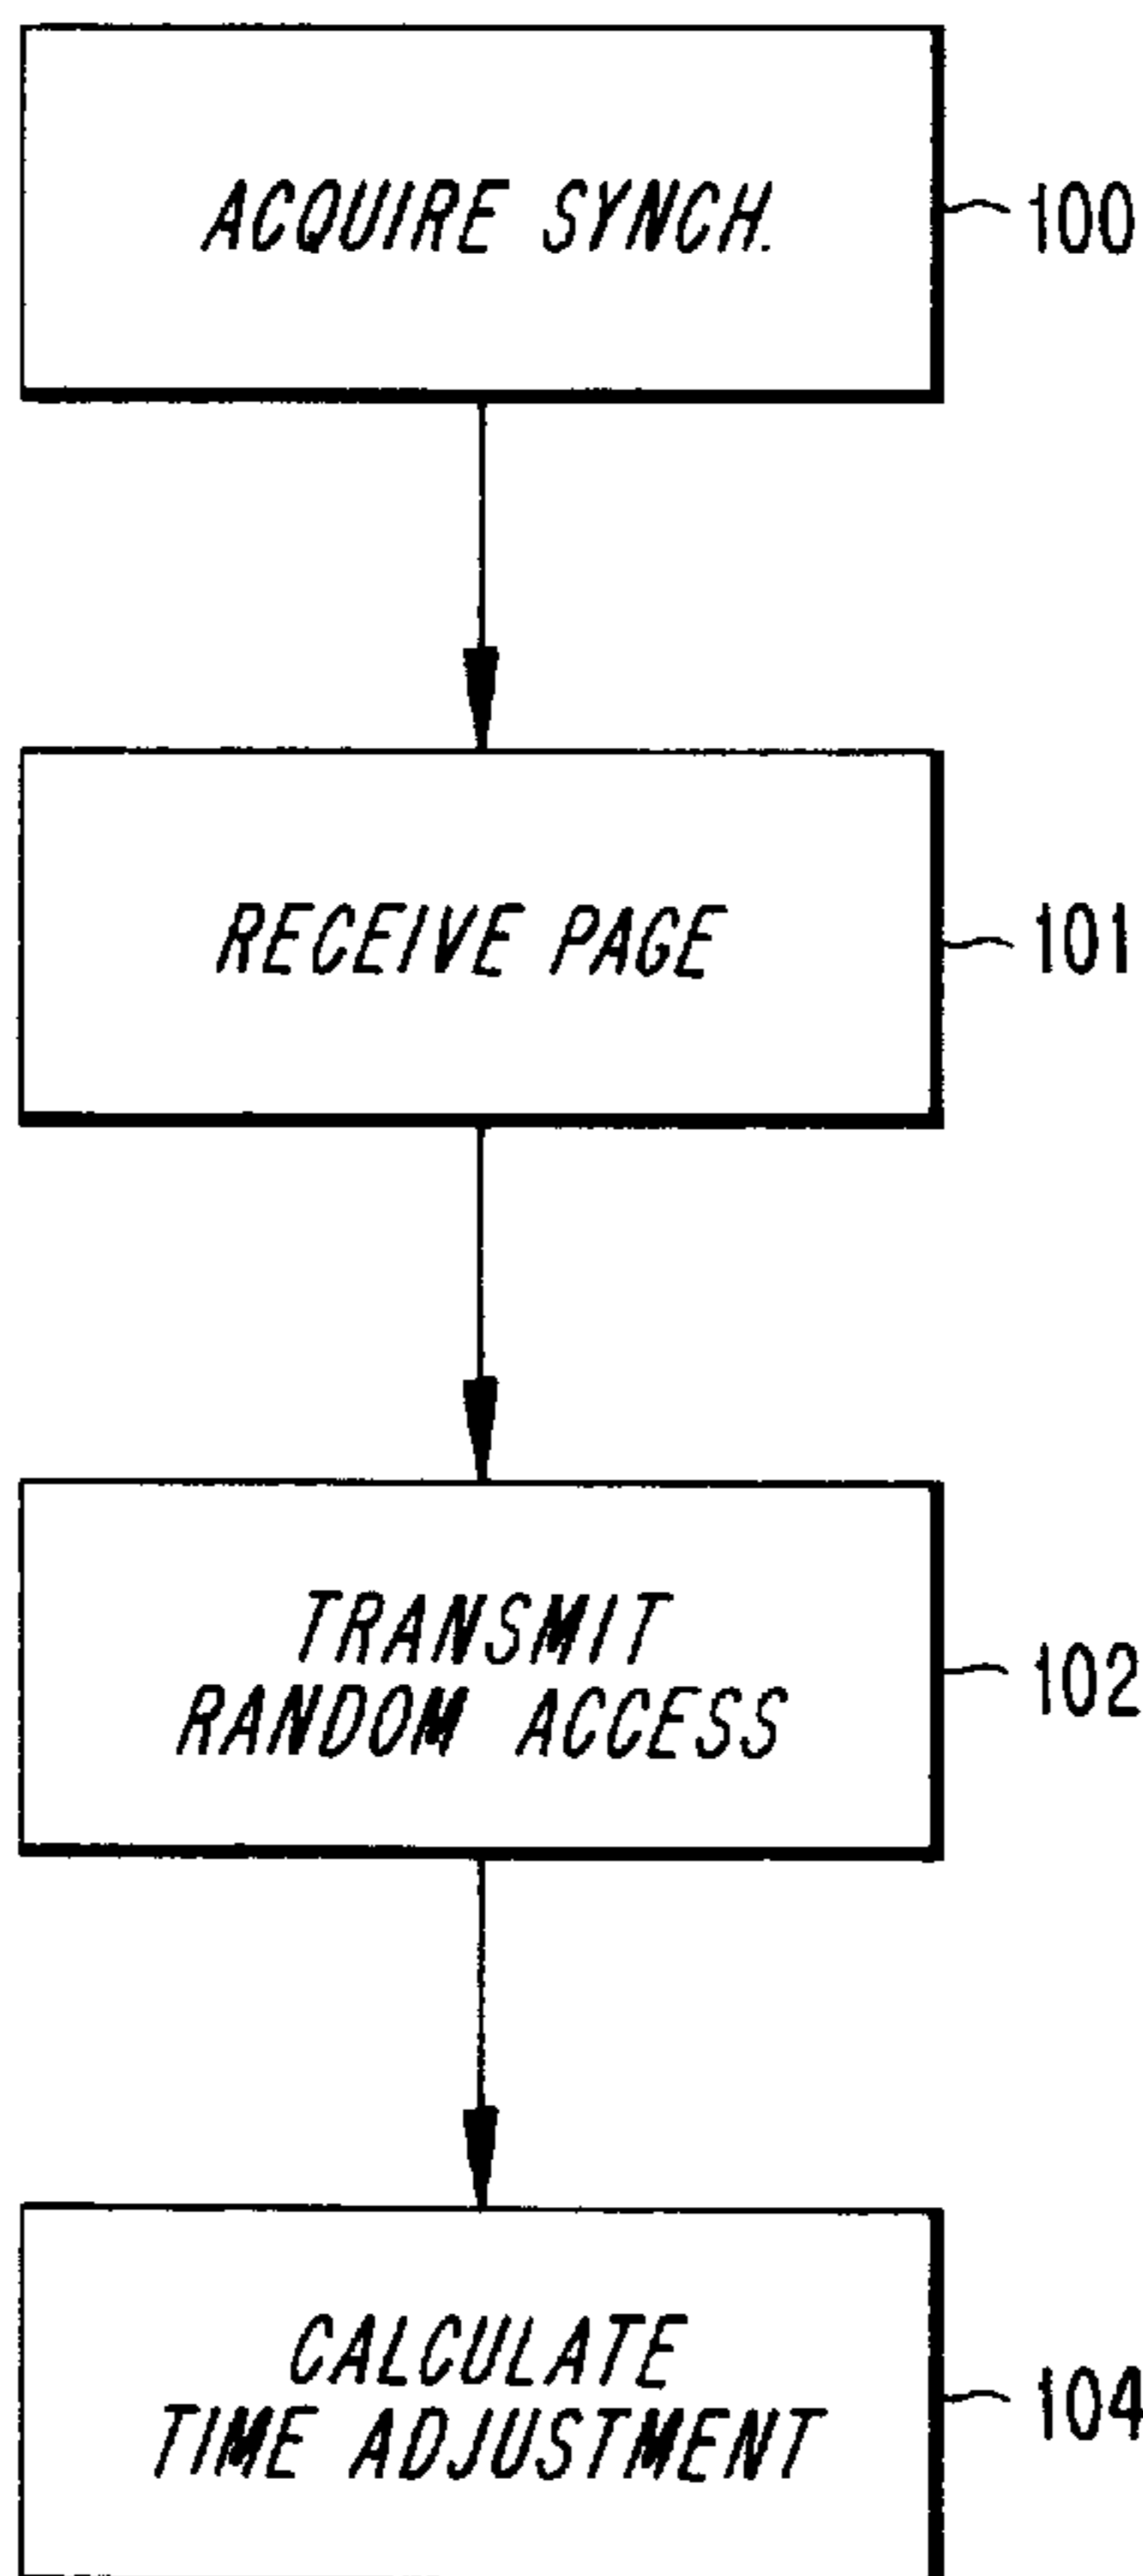 ACQUIRE SYNCH.
100
RECEIVE PAGE
101
TRANSMIT
RANDOM ACCESS
102
CALCULATE
TIME ADJUSTMENT
104